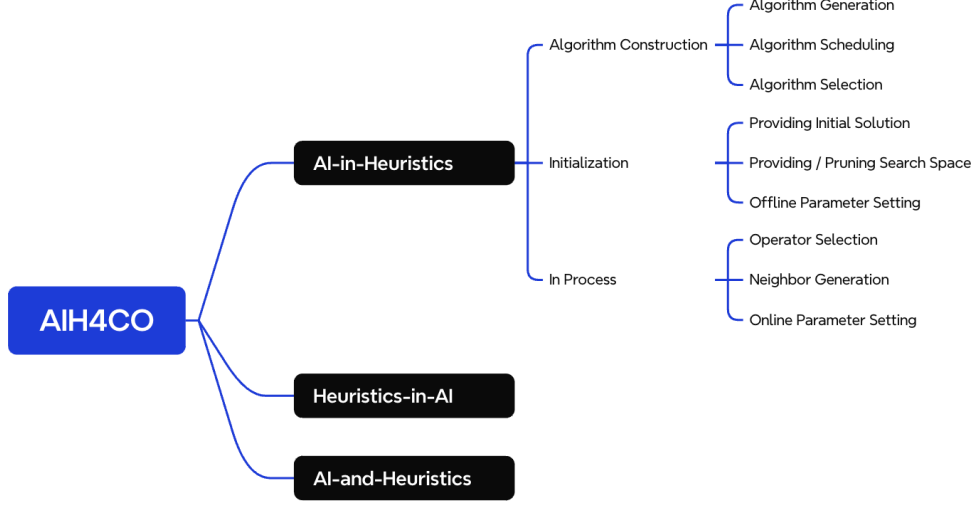 AIH4CO
AI-in-Heuristics
Algorithm Construction
Algorithm Generation
Algorithm Scheduling
Algorithm Selection
Initialization
Providing Initial Solution
Providing / Pruning Search Space
Offline Parameter Setting
In Process
Operator Selection
Neighbor Generation
Online Parameter Setting
Heuristics-in-AI
AI-and-Heuristics